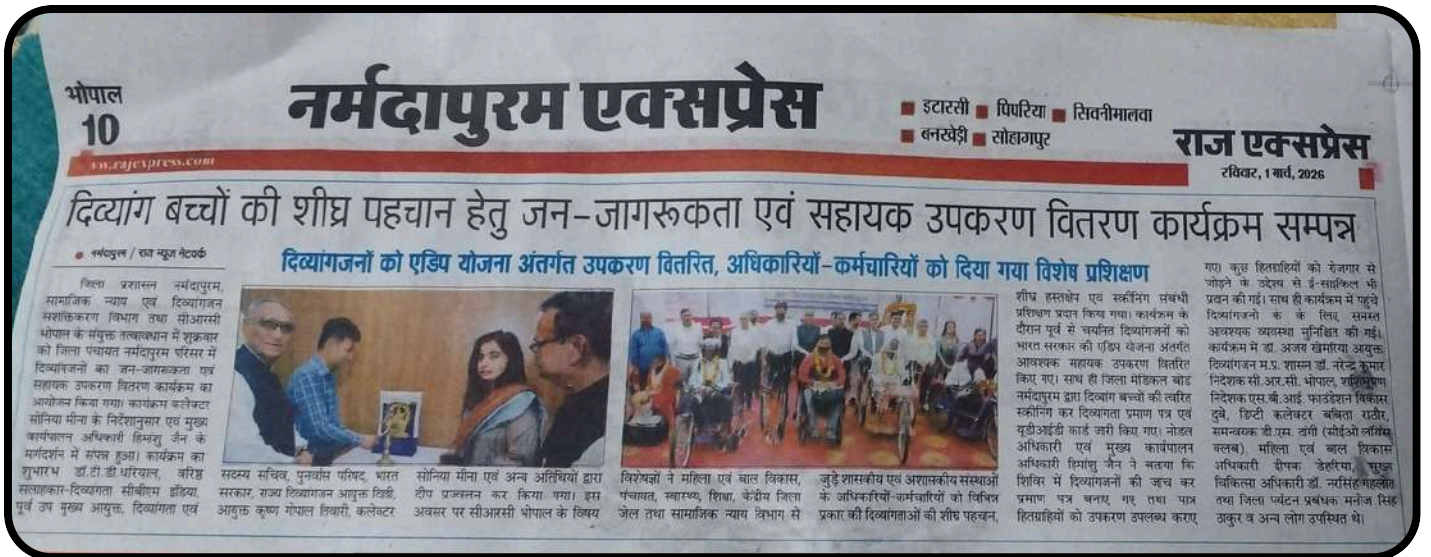 भोपाल
10
नर्मदापुरम एक्सप्रेस
इटारसी पिपरिया सिवनीमालवा
बनखेड़ी सोहागपुर
राज एक्सप्रेस
रविवार, 1 मार्च, 2026
vw.rajexpress.com
दिव्यांग बच्चों की शीघ्र पहचान हेतु जन-जागरूकता एवं सहायक उपकरण वितरण कार्यक्रम सम्पन्न
दिव्यांगजनों को एडिप योजना अंतर्गत उपकरण वितरित, अधिकारियों-कर्मचारियों को दिया गया विशेष प्रशिक्षण
नर्मदापुरम / राज न्यूज नेटवर्क
जिला प्रशासन नर्मदापुरम,
सामाजिक न्याय एवं दिव्यांगजन
सशक्तिकरण विभाग तथा सीआरसी
भोपाल के संयुक्त तत्वावधान में शुक्रवार
को जिला पंचायत नर्मदापुरम परिसर में
दिव्यांगजनों का जन-जागरूकता एवं
सहायक उपकरण वितरण कार्यक्रम का
आयोजन किया गया। कार्यक्रम कलेक्टर
सोनिया मीना के निर्देशानुसार एवं मुख्य
कार्यपालन अधिकारी हिमांशु जैन के
मार्गदर्शन में संपन्न हुआ। कार्यक्रम का
शुभारंभ डॉ.टी.डी.धरियाल, वरिष्ठ
सलाहकार-दिव्यांगता सीबीएम इंडिया,
पूर्व उप मुख्य आयुक्त, दिव्यांगता एवं
सदस्य सचिव, पुनर्वास परिषद, भारत
सरकार, राज्य दिव्यांगजन आयुक्त
आयुक्त कृष्ण गोपाल तिवारी, कलेक्टर
सोनिया मीना एवं अन्य अतिथियों द्वारा
दीप प्रज्वलन कर किया गया। इस
अवसर पर सीआरसी भोपाल के विषय
विशेषज्ञों ने महिला एवं बाल विकास,
पंचायत, स्वास्थ्य, शिक्षा, केंद्रीय जिला
जेल तथा सामाजिक न्याय विभाग से
जुड़े शासकीय एवं अशासकीय संस्थाओं
के अधिकारियों-कर्मचारियों को विभिन्न
प्रकार की दिव्यांगताओं की शीघ्र पहचान,
शीघ्र हस्तक्षेप एवं स्क्रीनिंग संबंधी
प्रशिक्षण प्रदान किया गया। कार्यक्रम के
दौरान पूर्व से चयनित दिव्यांगजनों को
भारत सरकार की एडिप योजना अंतर्गत
आवश्यक सहायक उपकरण वितरित
किए गए। साथ ही जिला मेडिकल बोर्ड
नर्मदापुरम द्वारा दिव्यांग बच्चों की त्वरित
स्क्रीनिंग कर दिव्यांगता प्रमाण पत्र एवं
यूडीआईडी कार्ड जारी किए गए। नोडल
अधिकारी एवं मुख्य कार्यपालन
अधिकारी हिमांशु जैन ने बताया कि
शिविर में दिव्यांगजनों की जांच कर
प्रमाण पत्र बनाए गए तथा पात्र
हितग्राहियों को उपकरण उपलब्ध कराए
गए। कुछ हितग्राहियों को रोजगार से
जोड़ने के उद्देश्य से ई-साइकिल भी
प्रदान की गई। साथ ही कार्यक्रम में पहुंचे
दिव्यांगजनो के के लिए समस्त
आवश्यक व्यवस्था सुनिश्चित की गई।
कार्यक्रम में डॉ. अजय खेमरिया आयुक्त
दिव्यांगजन म.प्र. शासन डॉ. नरेन्द्र कुमार
निदेशक सी.आर.सी. भोपाल, शशिभूषण
निदेशक एस.बी.आई. फाउंडेशन विकास
दुबे, डिप्टी कलेक्टर बबिता राठौर,
समन्वयक डी.एस. दांगी (सीईओ लॉयंस
क्लब) महिला एवं बाल विकास
अधिकारी दीपक डेहरिया, मुख्य
चिकित्सा अधिकारी डॉ. नरसिंह गेहलोत
तथा जिला पर्यटन प्रबंधक मनोज सिंह
ठाकुर व अन्य लोग उपस्थित थे।